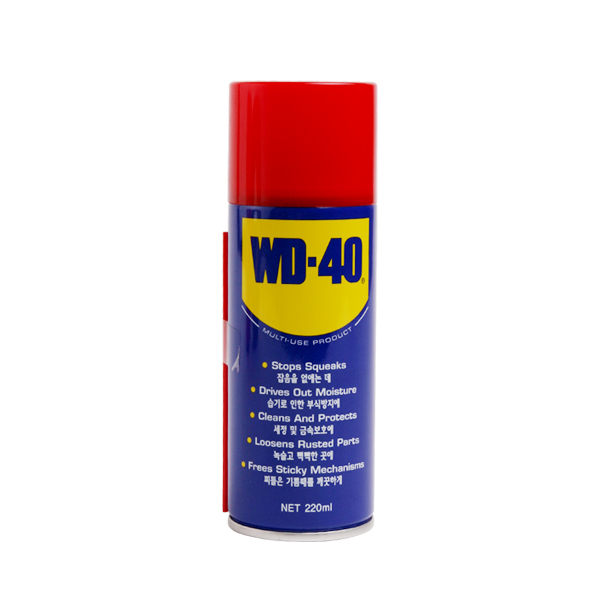 WD-40®
MULTI-USE PRODUCT
• Stops Squeaks
잡음을 없애는 데
• Drives Out Moisture
습기로 인한 부식방지에
• Cleans And Protects
세정 및 금속보호에
• Loosens Rusted Parts
녹슬고 빡빡한 곳에
• Frees Sticky Mechanisms
찌들은 기름때를 깨끗하게
NET 220ml